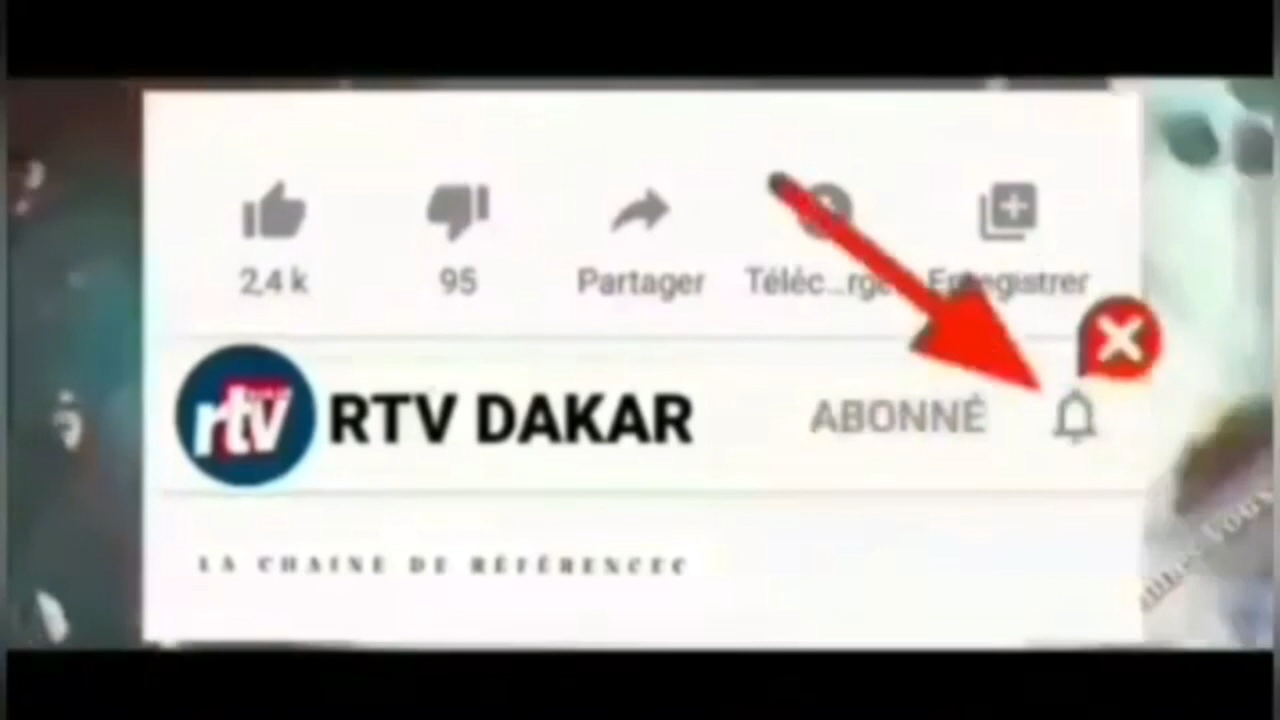 2,4 k
95
Partager
Téléc...rge
Enregistrer
rtv
RTV DAKAR
ABONNÉ
LA CHAINE DE RÉFÉRENCEC